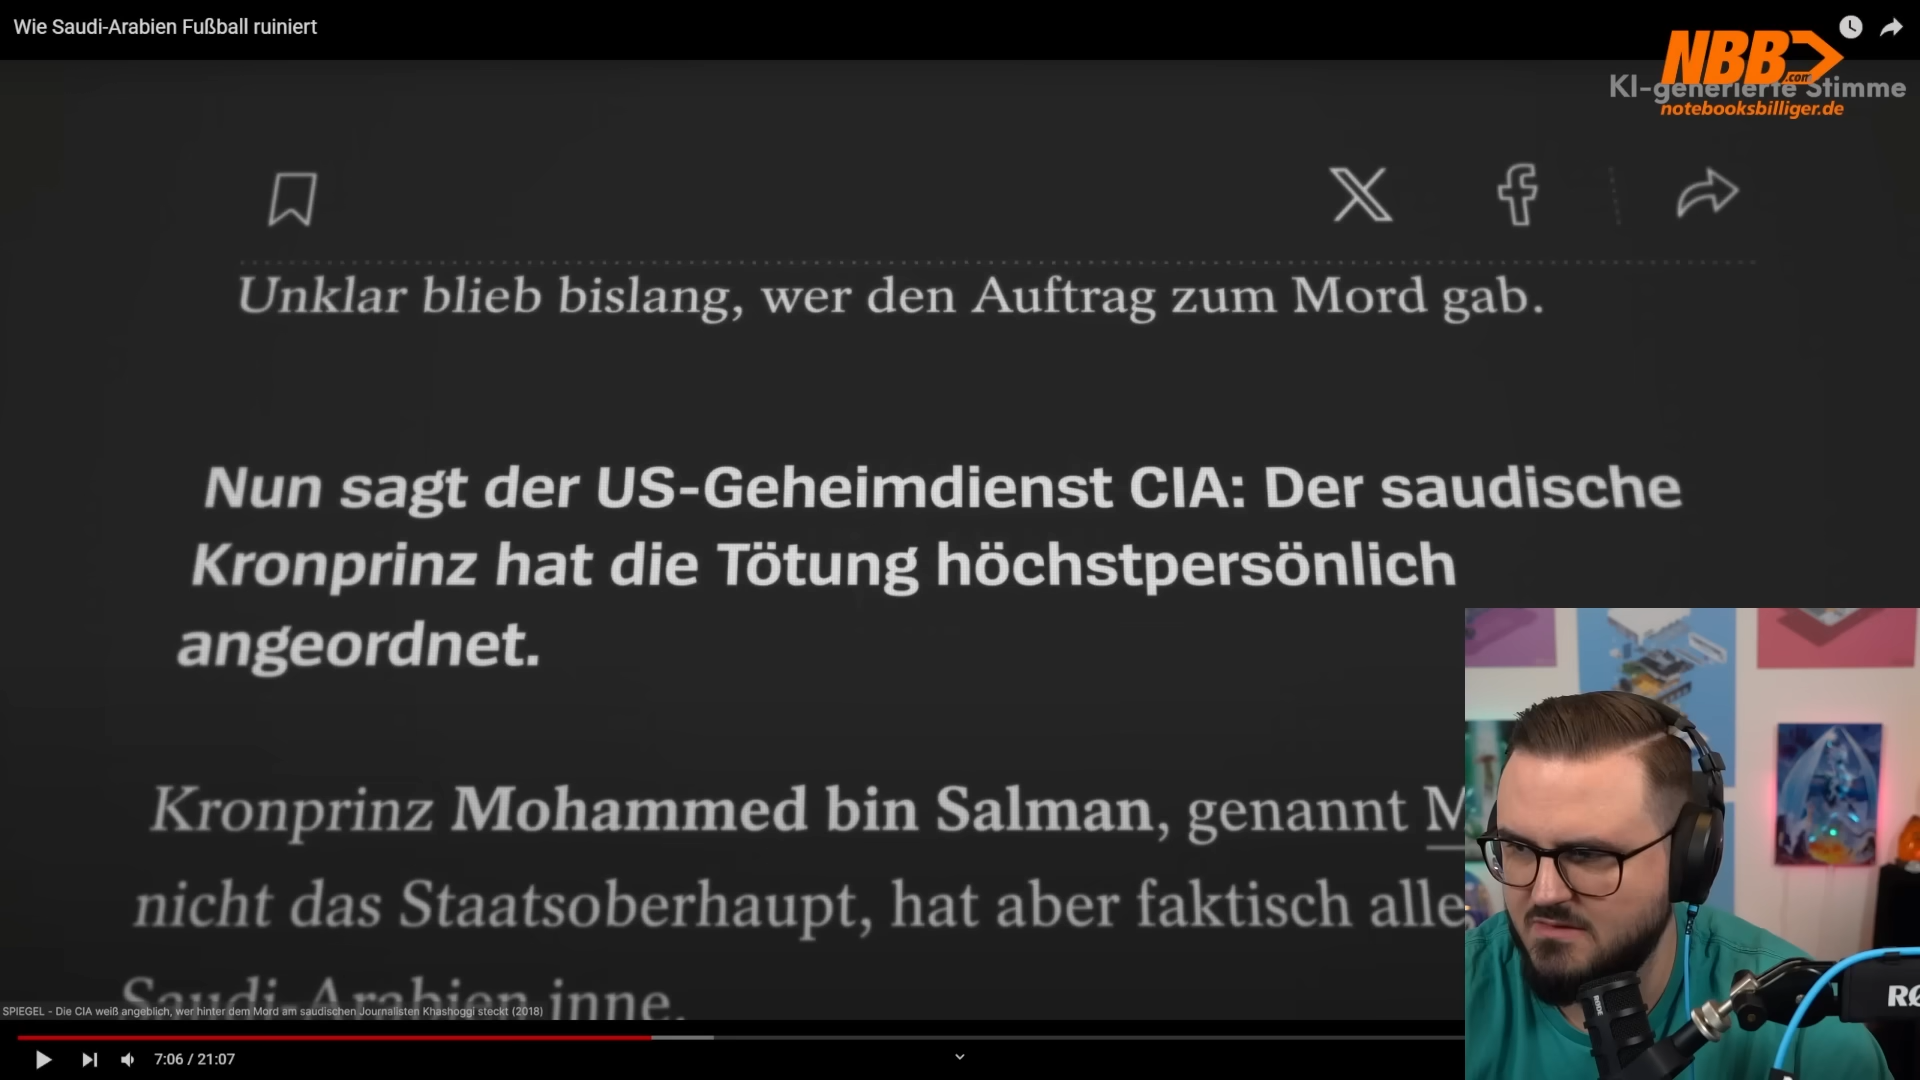 Wie Saudi-Arabien Fußball ruiniert
NBB
.com
KI-generierte Stimme
notebooksbilliger.de
Unklar blieb bislang, wer den Auftrag zum Mord gab.
Nun sagt der US-Geheimdienst CIA: Der saudische
Kronprinz hat die Tötung höchstpersönlich
angeordnet.
Kronprinz Mohammed bin Salman, genannt M
nicht das Staatsoberhaupt, hat aber faktisch alle
Saudi-Arabien inne.
SPIEGEL - Die CIA weiß angeblich, wer hinter dem Mord am saudischen Journalisten Khashoggi steckt (2018)
7:06 / 21:07